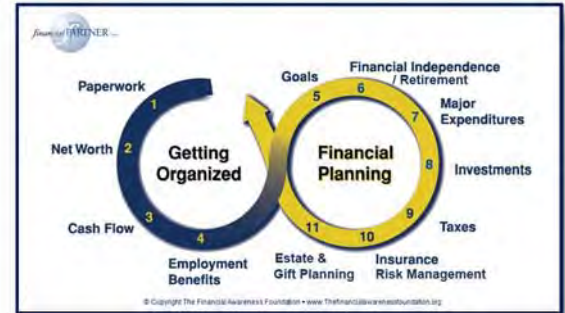 financial PARTNER
Paperwork
1
Net Worth
2
Cash Flow
3
4
Employment
Benefits
Getting
Organized
Goals
5
Financial Independence
/ Retirement
6
Major
Expenditures
7
Investments
8
Taxes
9
Insurance
Risk Management
10
Estate &
Gift Planning
11
Financial
Planning
© Copyright The Financial Awareness Foundation • www.Thefinancialawarenessfoundation.org